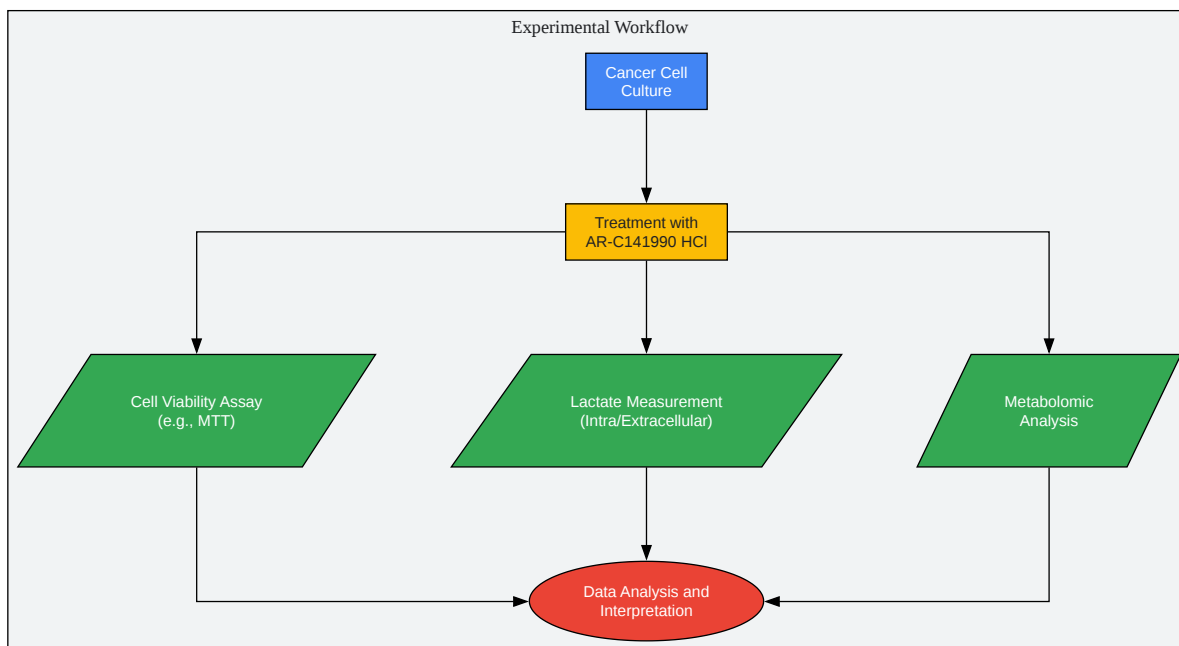 Experimental Workflow
Cancer Cell
Culture
Treatment with
AR-C141990 HCl
Cell Viability Assay
(e.g., MTT)
Lactate Measurement
(Intra/Extracellular)
Metabolomic
Analysis
Data Analysis and
Interpretation